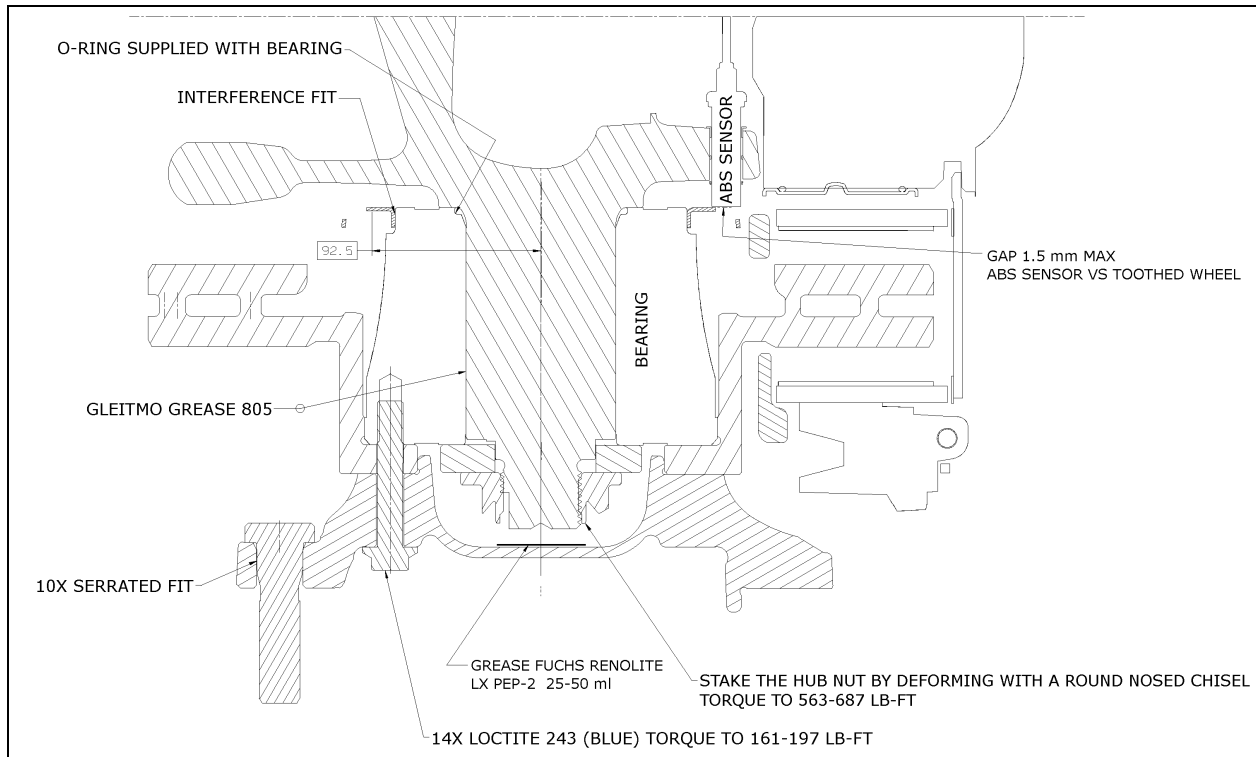 O-RING SUPPLIED WITH BEARING
INTERFERENCE FIT
ABS SENSOR
92.5
GAP 1.5 mm MAX
ABS SENSOR VS TOOTHED WHEEL
BEARING
GLEITMO GREASE 805
10X SERRATED FIT
GREASE FUCHS RENOLITE
LX PEP-2 25-50 ml
STAKE THE HUB NUT BY DEFORMING WITH A ROUND NOSED CHISEL
TORQUE TO 563-687 LB-FT
14X LOCTITE 243 (BLUE) TORQUE TO 161-197 LB-FT